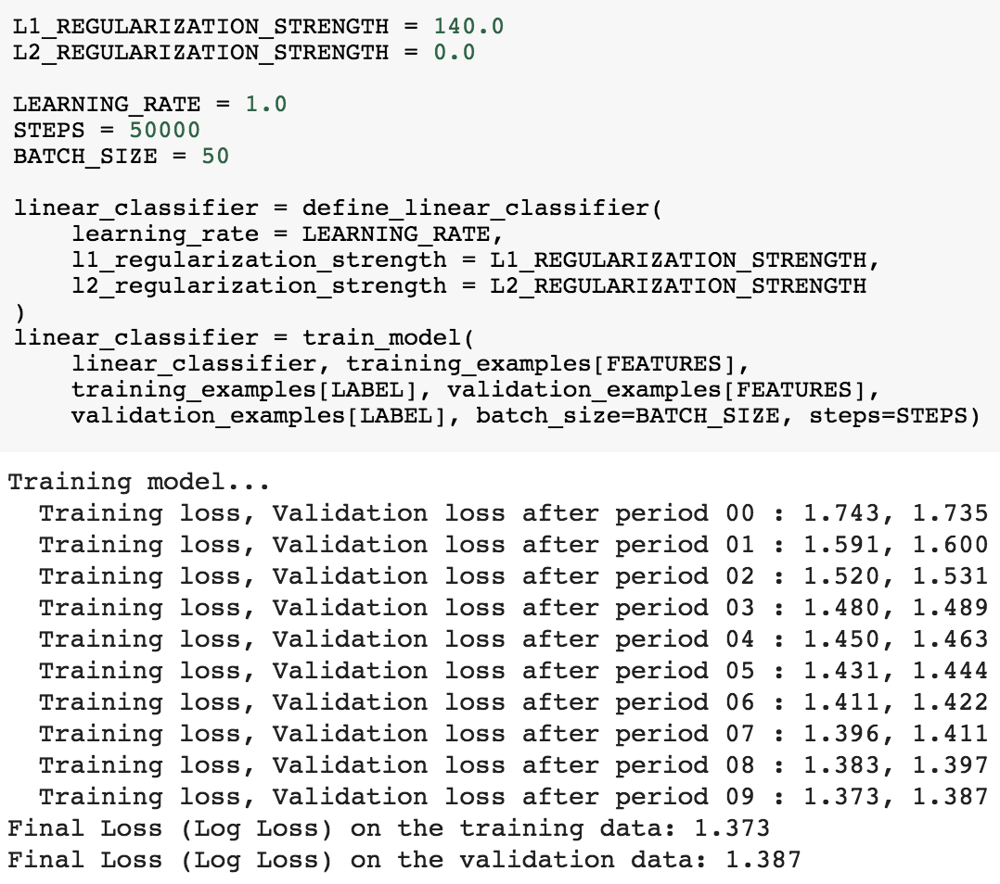 L1_REGULARIZATION_STRENGTH = 140.0
L2_REGULARIZATION_STRENGTH = 0.0
LEARNING_RATE = 1.0
STEPS = 50000
BATCH_SIZE = 50
linear_classifier = define_linear_classifier(
    learning_rate = LEARNING_RATE,
    l1_regularization_strength = L1_REGULARIZATION_STRENGTH,
    l2_regularization_strength = L2_REGULARIZATION_STRENGTH
)
linear_classifier = train_model(
    linear_classifier, training_examples[FEATURES],
    training_examples[LABEL], validation_examples[FEATURES],
    validation_examples[LABEL], batch_size=BATCH_SIZE, steps=STEPS)
Training model...
  Training loss, Validation loss after period 00 : 1.743, 1.735
  Training loss, Validation loss after period 01 : 1.591, 1.600
  Training loss, Validation loss after period 02 : 1.520, 1.531
  Training loss, Validation loss after period 03 : 1.480, 1.489
  Training loss, Validation loss after period 04 : 1.450, 1.463
  Training loss, Validation loss after period 05 : 1.431, 1.444
  Training loss, Validation loss after period 06 : 1.411, 1.422
  Training loss, Validation loss after period 07 : 1.396, 1.411
  Training loss, Validation loss after period 08 : 1.383, 1.397
  Training loss, Validation loss after period 09 : 1.373, 1.387
Final Loss (Log Loss) on the training data: 1.373
Final Loss (Log Loss) on the validation data: 1.387